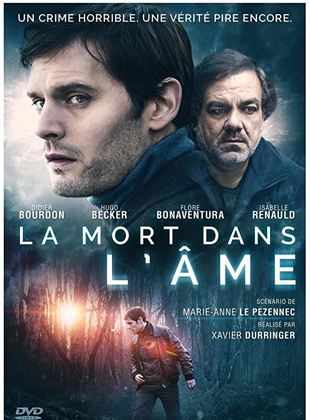 UN CRIME HORRIBLE. UNE VÉRITÉ PIRE ENCORE.
DIDIER HUGO FLORE ISABELLE
BOURDON BECKER BONAVENTURA RENAULD
LA MORT DANS
L'ÂME
SCÉNARIO DE
MARIE-ANNE LE PEZENNEC
RÉALISÉ PAR
XAVIER DURRINGER
DVD
VIDEO